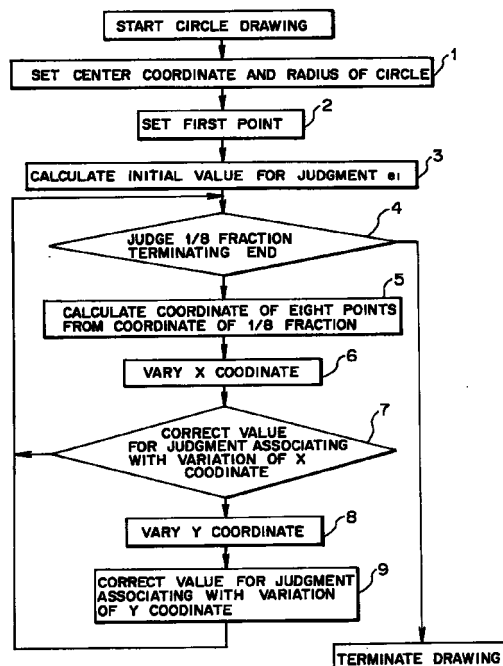 START CIRCLE DRAWING
1
SET CENTER COORDINATE AND RADIUS OF CIRCLE
2
SET FIRST POINT
3
CALCULATE INITIAL VALUE FOR JUDGMENT e1
4
JUDGE 1/8 FRACTION
TERMINATING END
5
CALCULATE COORDINATE OF EIGHT POINTS
FROM COORDINATE OF 1/8 FRACTION
6
VARY X COODINATE
7
CORRECT VALUE
FOR JUDGMENT ASSOCIATING
WITH VARIATION OF X
COODINATE
8
VARY Y COORDINATE
9
CORRECT VALUE FOR JUDGMENT
ASSOCIATING WITH VARIATION
OF Y COODINATE
TERMINATE DRAWING